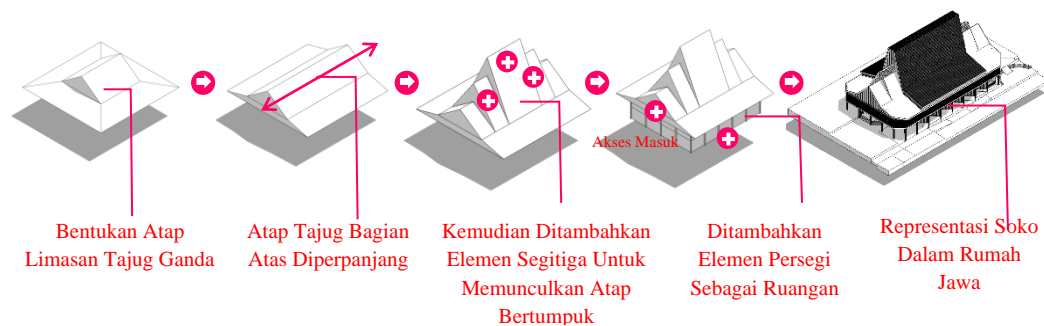 Akses Masuk
Bentukan Atap
Limasan Tajug Ganda
Atap Tajug Bagian
Atas Diperpanjang
Kemudian Ditambahkan
Elemen Segitiga Untuk
Memunculkan Atap
Bertumpuk
Ditambahkan
Elemen Persegi
Sebagai Ruangan
Representasi Soko
Dalam Rumah
Jawa